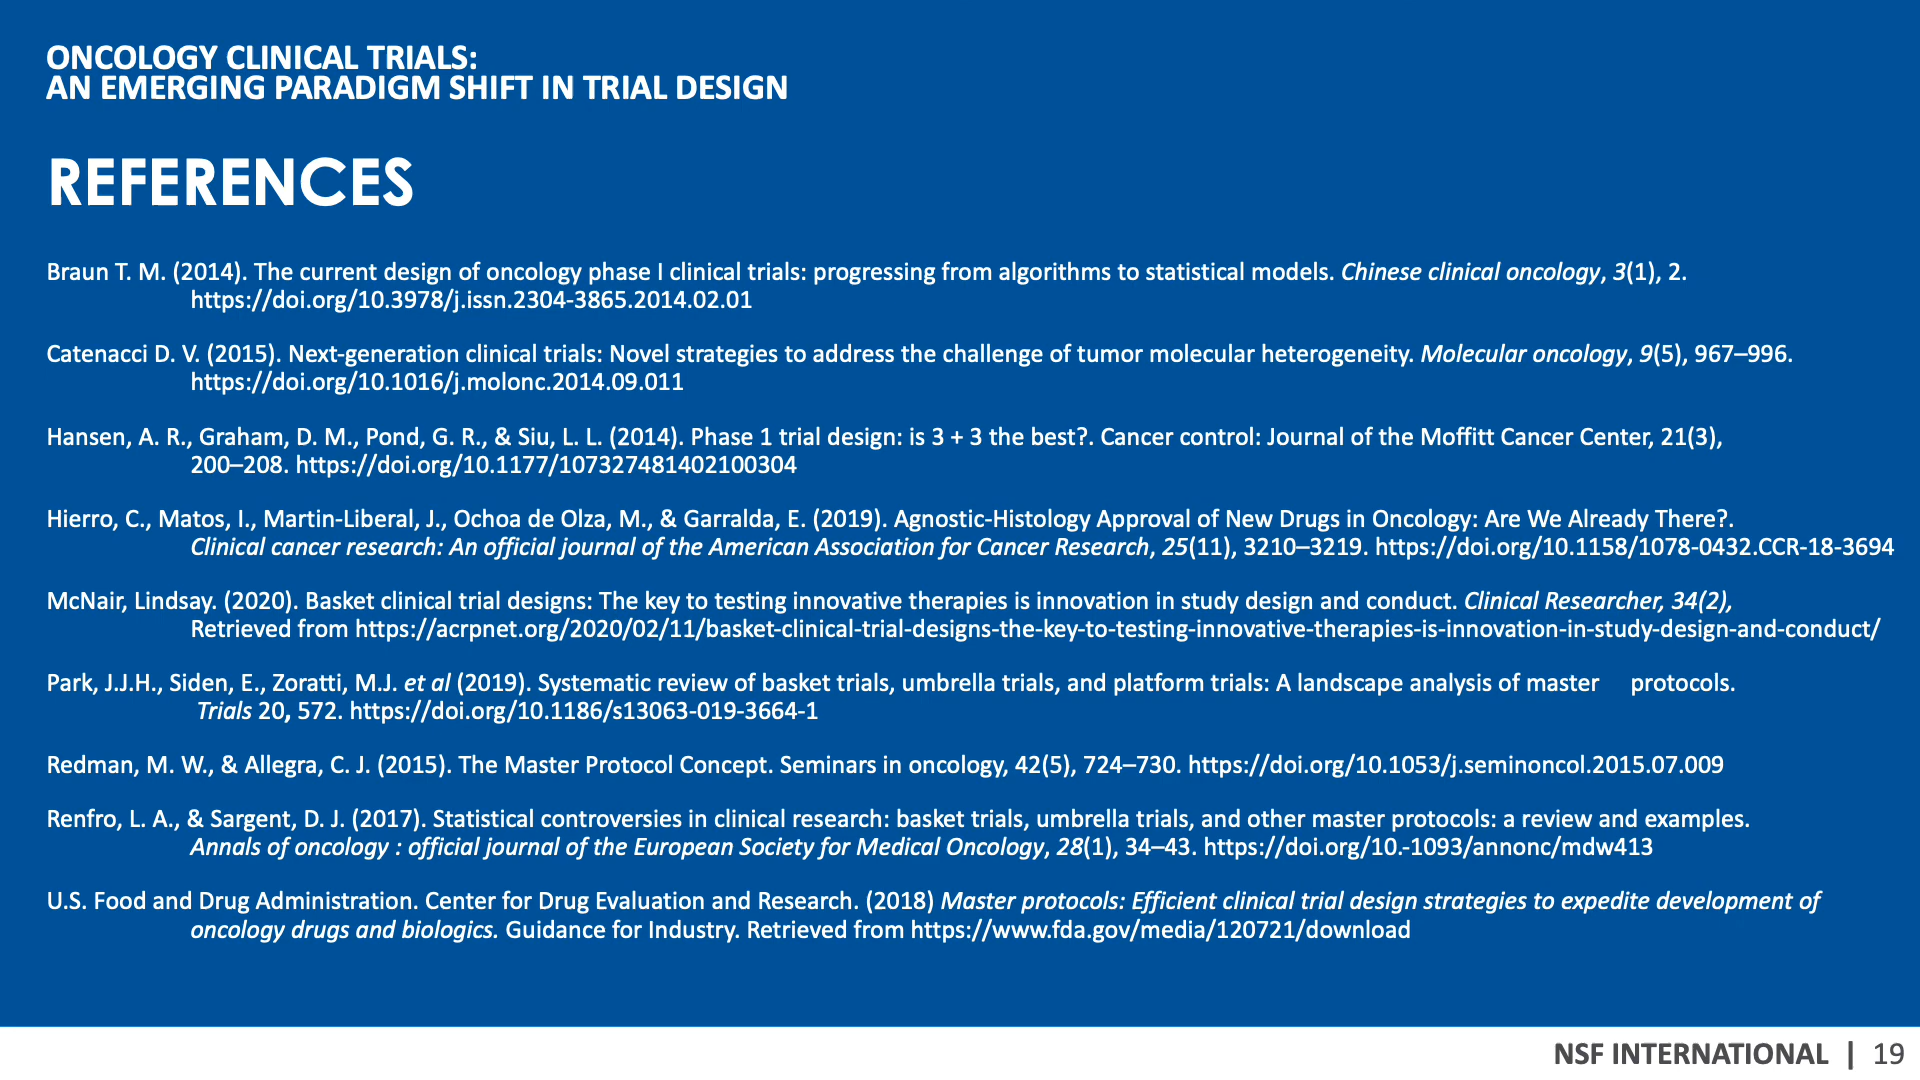 ONCOLOGY CLINICAL TRIALS:
AN EMERGING PARADIGM SHIFT IN TRIAL DESIGN
REFERENCES
Braun T. M. (2014). The current design of oncology phase I clinical trials: progressing from algorithms to statistical models. Chinese clinical oncology, 3(1), 2.
https://doi.org/10.3978/j.issn.2304-3865.2014.02.01
Catenacci D. V. (2015). Next-generation clinical trials: Novel strategies to address the challenge of tumor molecular heterogeneity. Molecular oncology, 9(5), 967–996.
https://doi.org/10.1016/j.molonc.2014.09.011
Hansen, A. R., Graham, D. M., Pond, G. R., & Siu, L. L. (2014). Phase 1 trial design: is 3 + 3 the best?. Cancer control: Journal of the Moffitt Cancer Center, 21(3),
200–208. https://doi.org/10.1177/107327481402100304
Hierro, C., Matos, I., Martin-Liberal, J., Ochoa de Olza, M., & Garralda, E. (2019). Agnostic-Histology Approval of New Drugs in Oncology: Are We Already There?.
Clinical cancer research: An official journal of the American Association for Cancer Research, 25(11), 3210–3219. https://doi.org/10.1158/1078-0432.CCR-18-3694
McNair, Lindsay. (2020). Basket clinical trial designs: The key to testing innovative therapies is innovation in study design and conduct. Clinical Researcher, 34(2),
Retrieved from https://acrpnet.org/2020/02/11/basket-clinical-trial-designs-the-key-to-testing-innovative-therapies-is-innovation-in-study-design-and-conduct/
Park, J.J.H., Siden, E., Zoratti, M.J. et al (2019). Systematic review of basket trials, umbrella trials, and platform trials: A landscape analysis of master protocols.
Trials 20, 572. https://doi.org/10.1186/s13063-019-3664-1
Redman, M. W., & Allegra, C. J. (2015). The Master Protocol Concept. Seminars in oncology, 42(5), 724–730. https://doi.org/10.1053/j.seminoncol.2015.07.009
Renfro, L. A., & Sargent, D. J. (2017). Statistical controversies in clinical research: basket trials, umbrella trials, and other master protocols: a review and examples.
Annals of oncology : official journal of the European Society for Medical Oncology, 28(1), 34–43. https://doi.org/10.-1093/annonc/mdw413
U.S. Food and Drug Administration. Center for Drug Evaluation and Research. (2018) Master protocols: Efficient clinical trial design strategies to expedite development of
oncology drugs and biologics. Guidance for Industry. Retrieved from https://www.fda.gov/media/120721/download
NSF INTERNATIONAL | 19